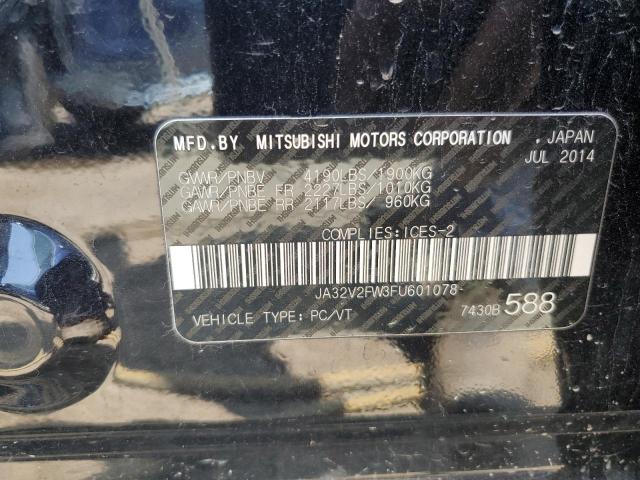 MFD.BY MITSUBISHI MOTORS CORPORATION . JAPAN
JUL 2014
GVWR/PNBV 4190LBS/1900KG
GAWR/PNBE FR 2227LBS/1010KG
GAWR/PNBE RR 2117LBS/ 960KG
COMPLIES:ICES-2
JA32V2FW3FU601078
VEHICLE TYPE: PC/VT 7430B 588